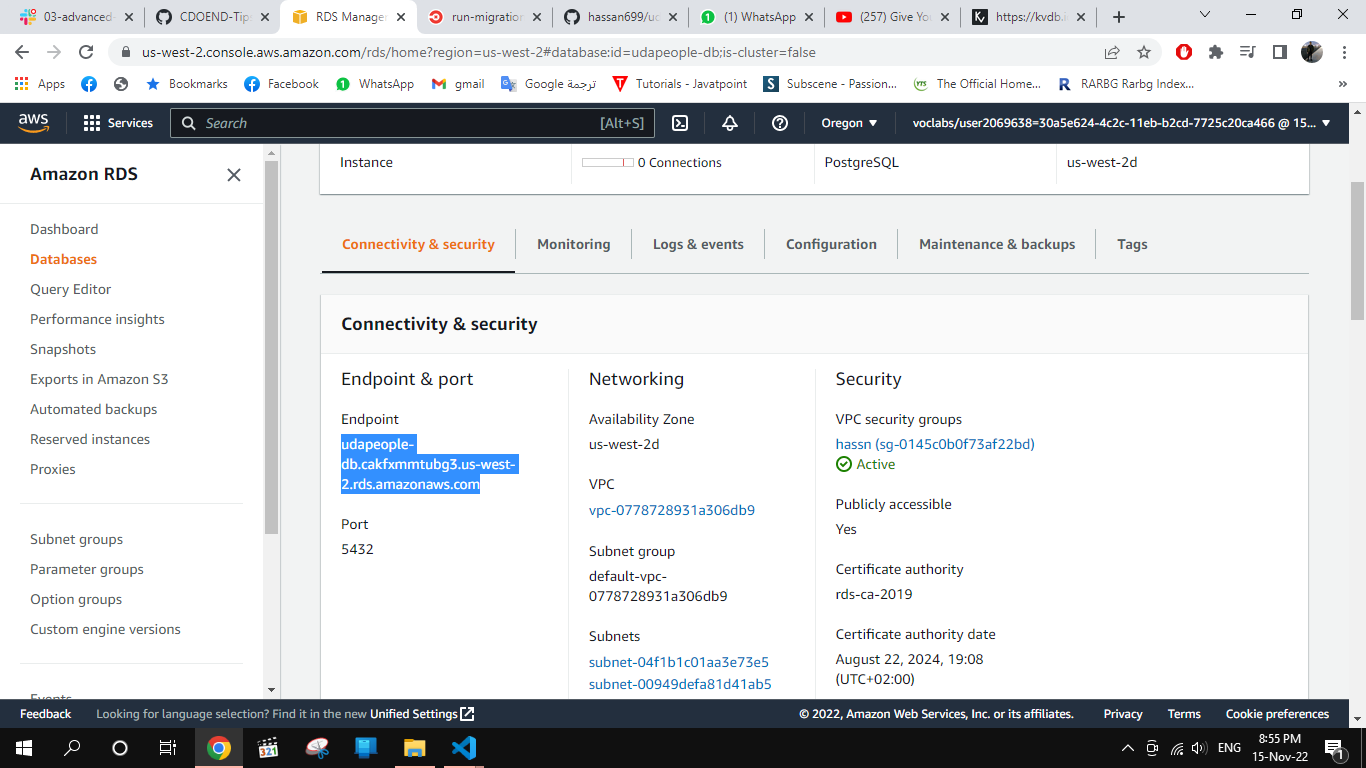 03-advanced-
CDOEND-Tip
RDS Manager
run-migration
hassan699/ud
(1) WhatsApp
(257) Give Yo
https://kvdb.i
us-west-2.console.aws.amazon.com/rds/home?region=us-west-2#database:id=udapeople-db;is-cluster=false
Apps
Bookmarks
Facebook
WhatsApp
gmail
ترجمة Google
Tutorials - Javatpoint
Subscene - Passion...
The Official Home...
RARBG Rarbg Index...
»
aws
Services
Search
[Alt+S]
Oregon
voclabs/user2069638=30a5e624-4c2c-11eb-b2cd-7725c20ca466 @ 15...
Amazon RDS
Dashboard
Databases
Query Editor
Performance insights
Snapshots
Exports in Amazon S3
Automated backups
Reserved instances
Proxies
Subnet groups
Parameter groups
Option groups
Custom engine versions
Events
Instance
0 Connections
PostgreSQL
us-west-2d
Connectivity & security
Monitoring
Logs & events
Configuration
Maintenance & backups
Tags
Connectivity & security
Endpoint & port
Endpoint
udapeople-
db.cakfxmmtubg3.us-west-
2.rds.amazonaws.com
Port
5432
Networking
Availability Zone
us-west-2d
VPC
vpc-0778728931a306db9
Subnet group
default-vpc-
0778728931a306db9
Subnets
subnet-04f1b1c01aa3e73e5
subnet-00949defa81d41ab5
Security
VPC security groups
hassn (sg-0145c0b0f73af22bd)
Active
Publicly accessible
Yes
Certificate authority
rds-ca-2019
Certificate authority date
August 22, 2024, 19:08
(UTC+02:00)
Feedback
Looking for language selection? Find it in the new Unified Settings
© 2022, Amazon Web Services, Inc. or its affiliates.
Privacy
Terms
Cookie preferences
ENG
8:55 PM
15-Nov-22
1